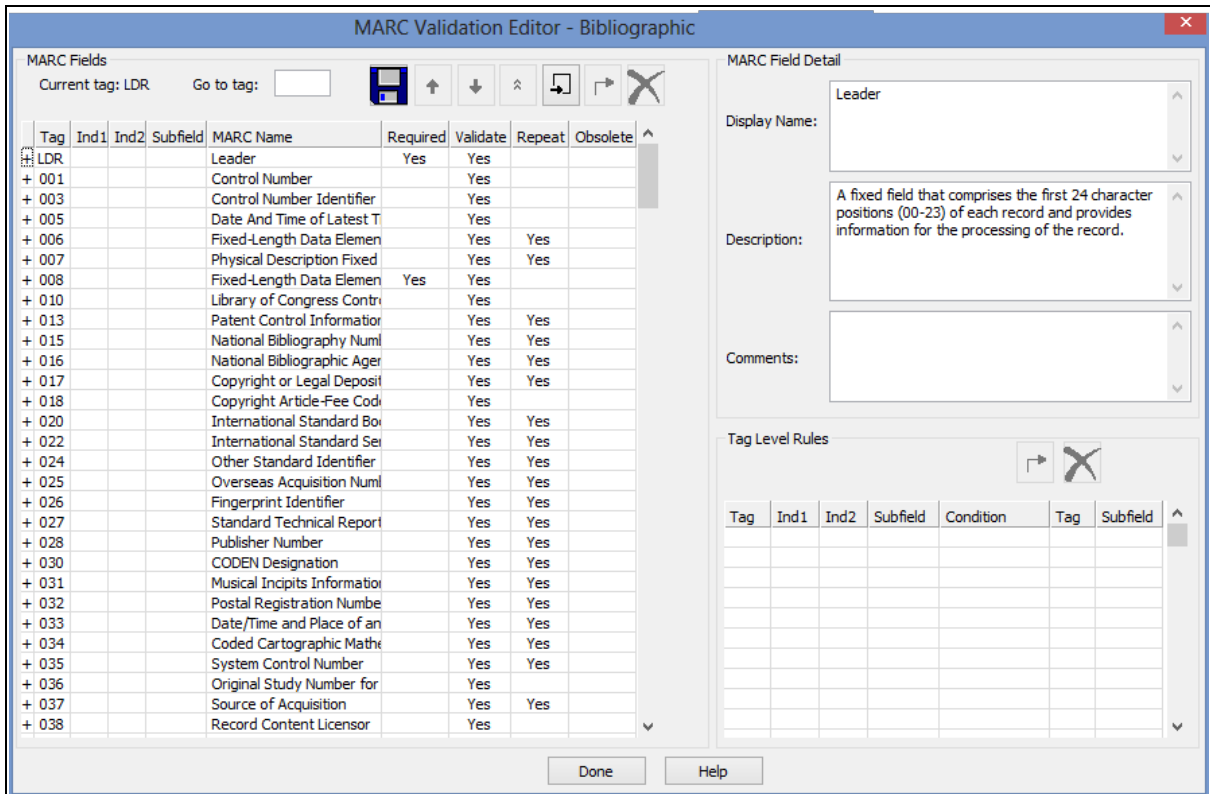 MARC Validation Editor - Bibliographic
MARC Fields
Current tag: LDR Go to tag:
Tag Ind1 Ind2 Subfield MARC Name Required Validate Repeat Obsolete
+ LDR Leader Yes Yes
+ 001 Control Number Yes
+ 003 Control Number Identifier Yes
+ 005 Date And Time of Latest T Yes
+ 006 Fixed-Length Data Elemen Yes Yes
+ 007 Physical Description Fixed Yes Yes
+ 008 Fixed-Length Data Elemen Yes Yes
+ 010 Library of Congress Contr Yes
+ 013 Patent Control Information Yes Yes
+ 015 National Bibliography Numb Yes Yes
+ 016 National Bibliographic Agen Yes Yes
+ 017 Copyright or Legal Deposit Yes Yes
+ 018 Copyright Article-Fee Code Yes
+ 020 International Standard Boo Yes Yes
+ 022 International Standard Ser Yes Yes
+ 024 Other Standard Identifier Yes Yes
+ 025 Overseas Acquisition Numb Yes Yes
+ 026 Fingerprint Identifier Yes Yes
+ 027 Standard Technical Report Yes Yes
+ 028 Publisher Number Yes Yes
+ 030 CODEN Designation Yes Yes
+ 031 Musical Incipits Information Yes Yes
+ 032 Postal Registration Numbe Yes Yes
+ 033 Date/Time and Place of an Yes Yes
+ 034 Coded Cartographic Mathe Yes Yes
+ 035 System Control Number Yes Yes
+ 036 Original Study Number for Yes
+ 037 Source of Acquisition Yes Yes
+ 038 Record Content Licensor Yes
MARC Field Detail
Display Name:
Leader
Description:
A fixed field that comprises the first 24 character
positions (00-23) of each record and provides
information for the processing of the record.
Comments:
Tag Level Rules
Tag Ind1 Ind2 Subfield Condition Tag Subfield
Done Help